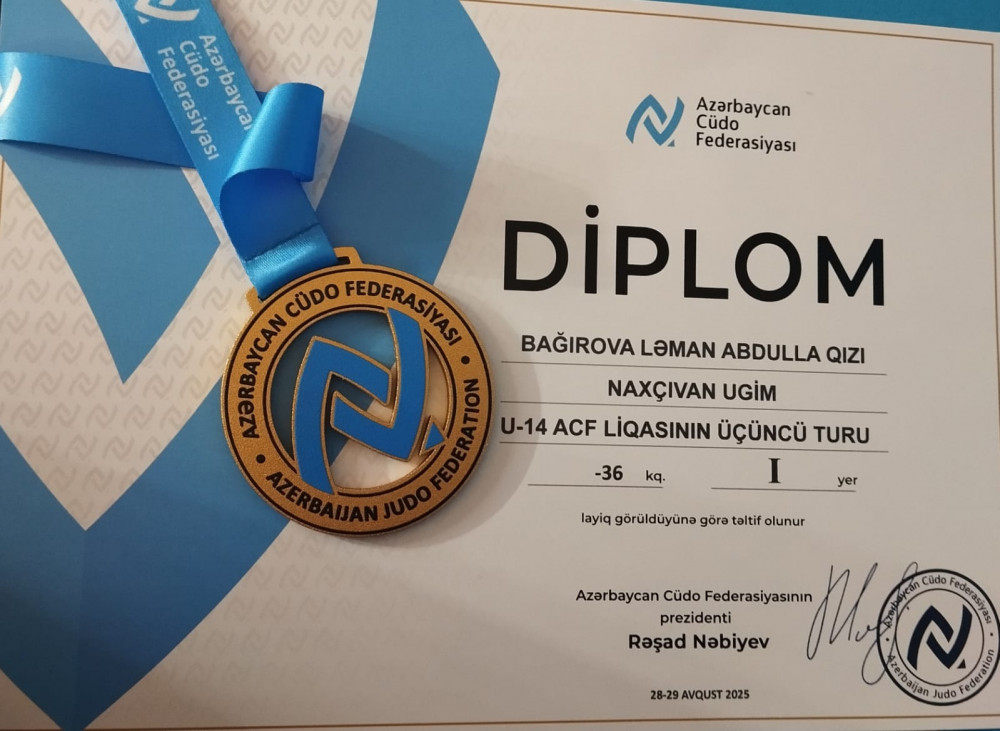 Azərbaycan
Cüdo
Federasiyası
Azərbaycan
Cüdo
Federasiyası
DİPLOM
BAĞIROVA LƏMAN ABDULLA QIZI
NAXÇIVAN UGİM
U-14 ACF LİQASININ ÜÇÜNCÜ TURU
-36 kq. I yer
layiq görüldüyünə görə təltif olunur
AZƏRBAYCAN CÜDO FEDERASİYASI
AZERBAIJAN JUDO FEDERATION
Azərbaycan Cüdo Federasiyasının
prezidenti
Rəşad Nəbiyev
Azərbaycan Cüdo Federasiyası
Azerbaijan Judo Federation
28-29 AVQUST 2025